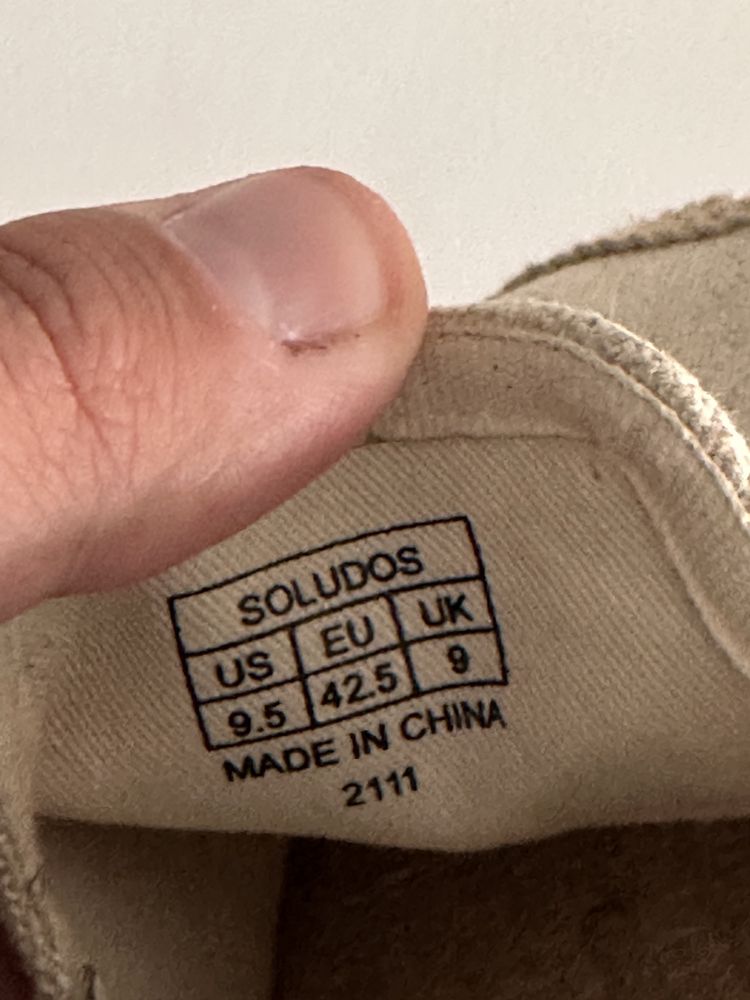 SOLUDOS
US EU UK
9.5 42.5 9
MADE IN CHINA
2111